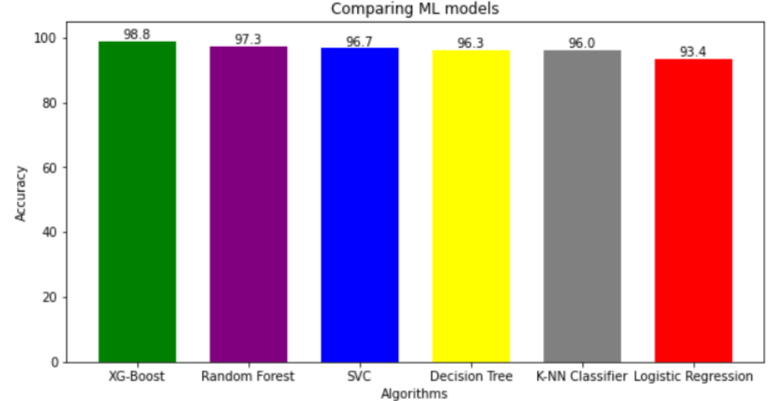 Comparing ML models
98.8
97.3
96.7
96.3
96.0
93.4
100
80
60
40
20
0
Accuracy
XG-Boost
Random Forest
SVC
Decision Tree
K-NN Classifier
Logistic Regression
Algorithms